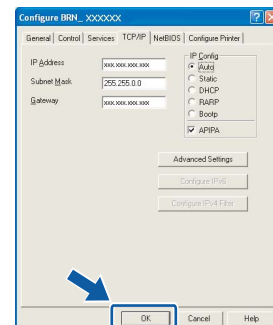 Configure BRN_ XXXXXX
General Control Services TCP/IP NetBIOS Configure Printer
IP Address XXX.XXX.XXX.XXX
Subnet Mask 255.255.0.0
Gateway XXX.XXX.XXX.XXX
IP Config
Auto
Static
DHCP
RARP
Bootp
APIPA
Advanced Settings
Configure IPv6
Configure IPv4 Filter
OK Cancel Help